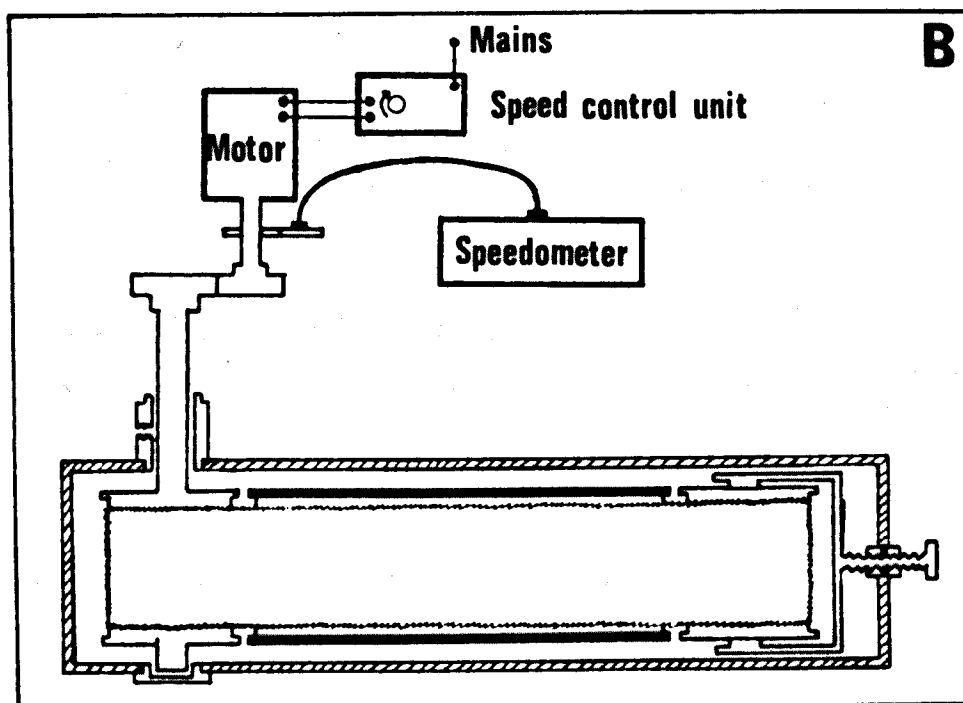 B
Mains
Speed control unit
Motor
Speedometer